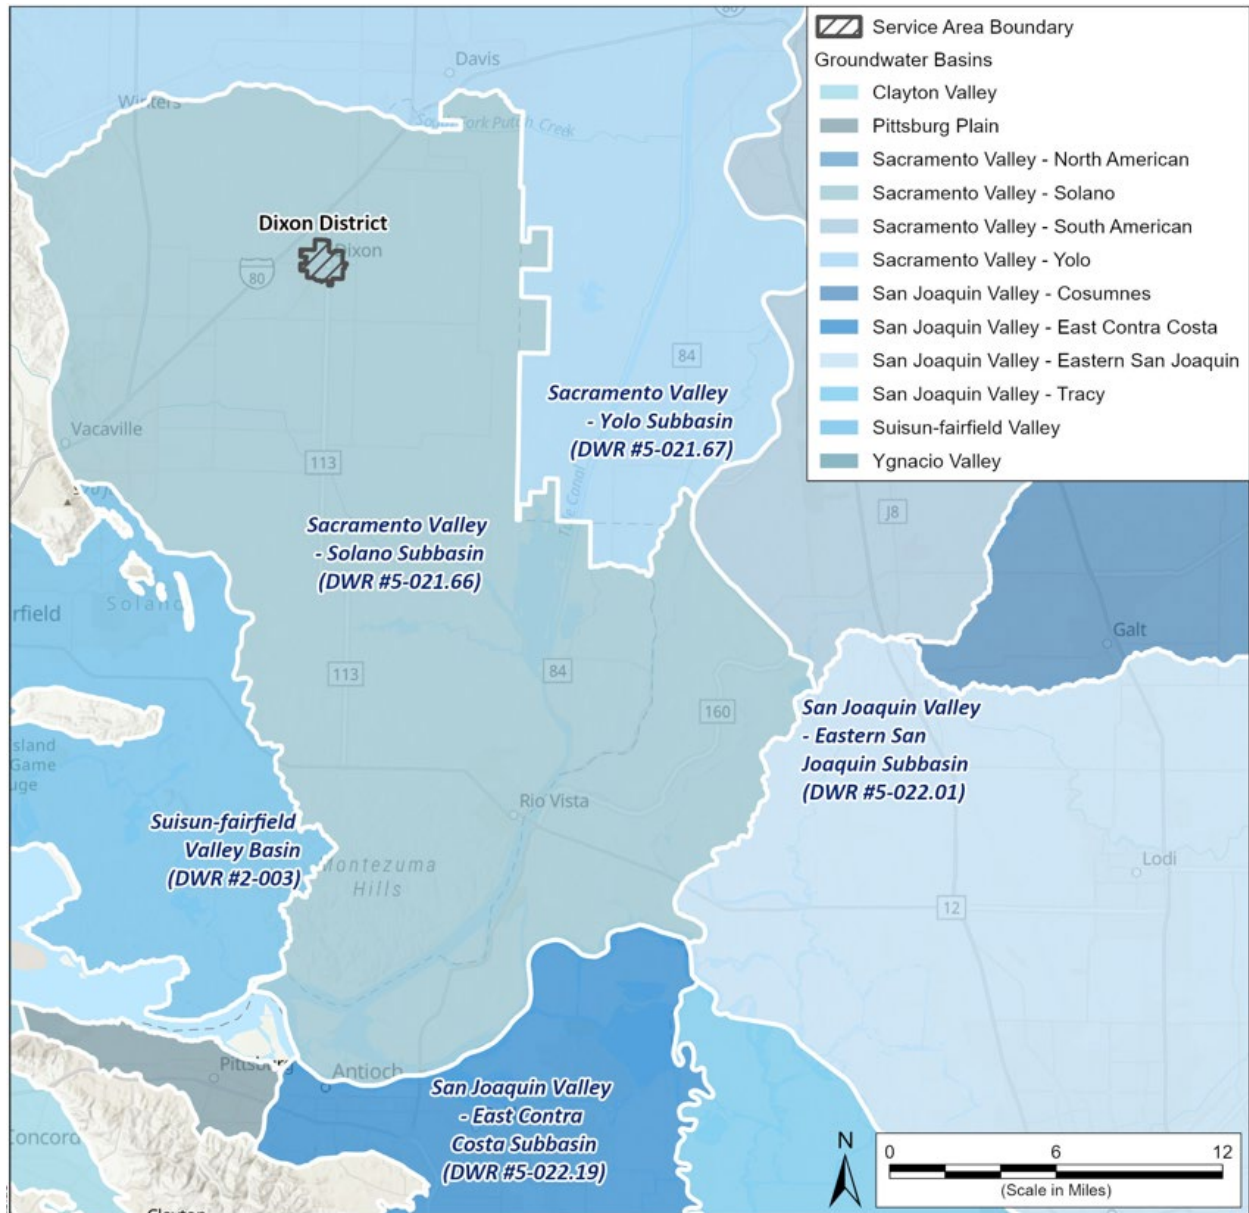 Service Area Boundary
Groundwater Basins
Clayton Valley
Pittsburg Plain
Sacramento Valley - North American
Sacramento Valley - Solano
Sacramento Valley - South American
Sacramento Valley - Yolo
San Joaquin Valley - Cosumnes
San Joaquin Valley - East Contra Costa
San Joaquin Valley - Eastern San Joaquin
San Joaquin Valley - Tracy
Suisun-fairfield Valley
Ygnacio Valley
80
Davis
Winters
South Fork Putah Creek
Dixon District
Dixon
80
84
Sacramento Valley
- Yolo Subbasin
(DWR #5-021.67)
Vacaville
113
J8
Sacramento Valley
- Solano Subbasin
(DWR #5-021.66)
Solano
rfield
Galt
113
84
160
San Joaquin Valley
- Eastern San
Joaquin Subbasin
(DWR #5-022.01)
sland
Game
uge
Rio Vista
Suisun-fairfield
Valley Basin
(DWR #2-003)
Montezuma
Hills
Lodi
12
Pittsburg
Antioch
San Joaquin Valley
- East Contra
Costa Subbasin
(DWR #5-022.19)
Concord
Clayton
N
0 6 12
(Scale in Miles)